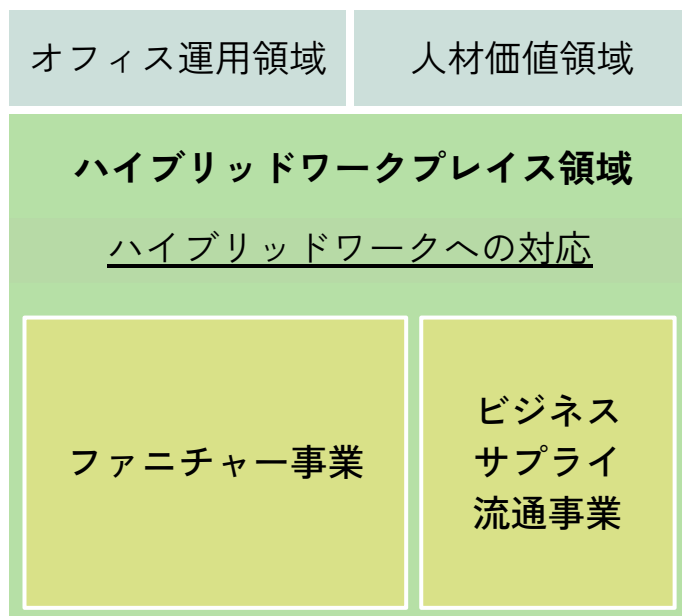 オフィス運用領域
人材価値領域
ハイブリッドワークプレイス領域
ハイブリッドワークへの対応
ファニチャー事業
ビジネス
サプライ
流通事業